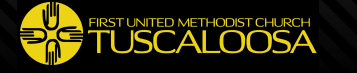 FIRST UNITED METHODIST CHURCH
TUSCALOOSA